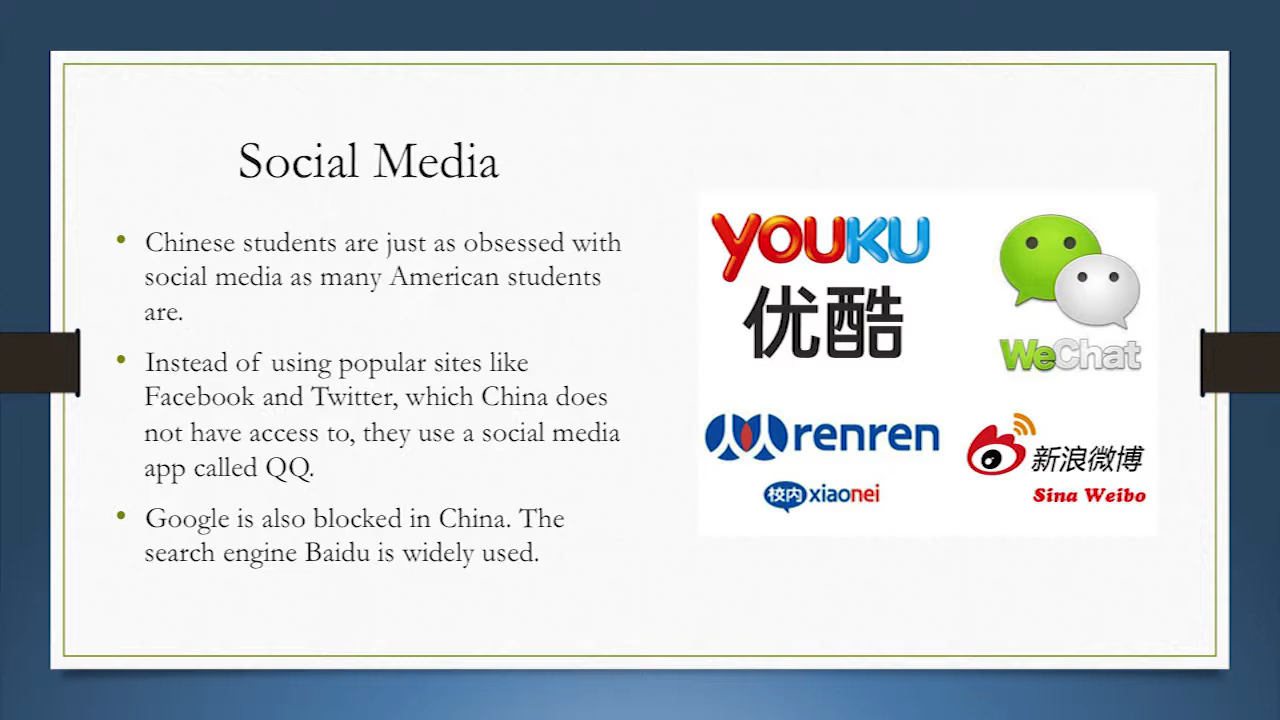 Social Media
• Chinese students are just as obsessed with
social media as many American students
are.
• Instead of using popular sites like
Facebook and Twitter, which China does
not have access to, they use a social media
app called QQ.
• Google is also blocked in China. The
search engine Baidu is widely used.
YOUKU
优酷
WeChat
renren
校内 xiaonei
新浪微博
Sina Weibo